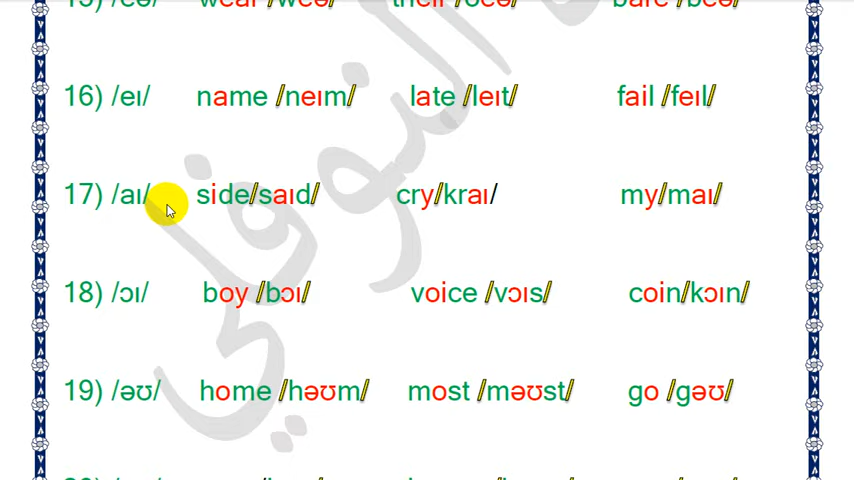 16) /eɪ/ name /neɪm/ late /leɪt/ fail /feɪl/
17) /aɪ/ side/saɪd/ cry/kraɪ/ my/maɪ/
18) /ɔɪ/ boy /bɔɪ/ voice /vɔɪs/ coin/kɔɪn/
19) /əʊ/ home /həʊm/ most /məʊst/ go /gəʊ/